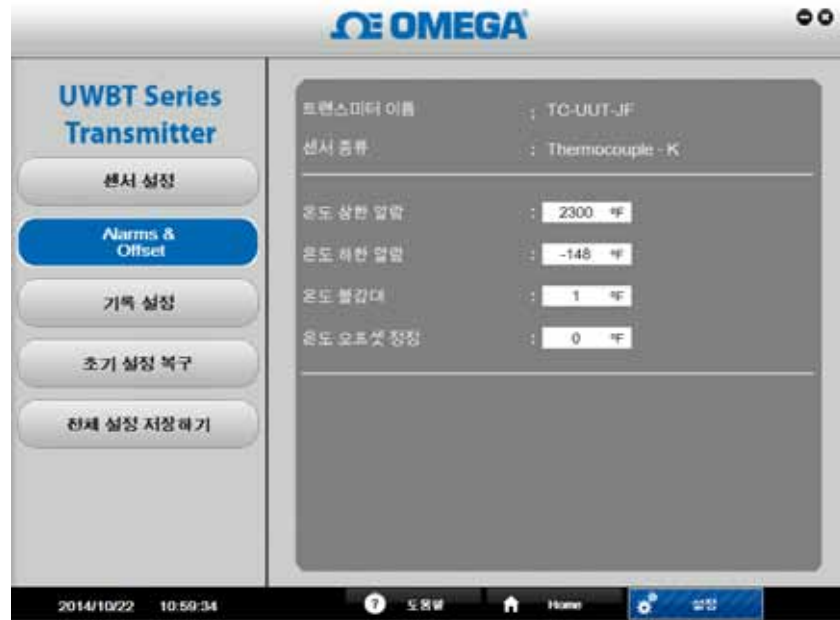 OMEGA
UWBT Series
Transmitter
센서 설정
Alarms &
Offset
기록 설정
초기 설정 복구
전체 설정 저장하기
트랜스미터 이름 : TC-UUT-JF
센서 종류 : Thermocouple - K
온도 상한 알람 : 2300 °F
온도 하한 알람 : -148 °F
온도 불감대 : 1 °F
온도 오프셋 정정 : 0 °F
2014/10/22 10:59:34
? 도움말
Home
설정